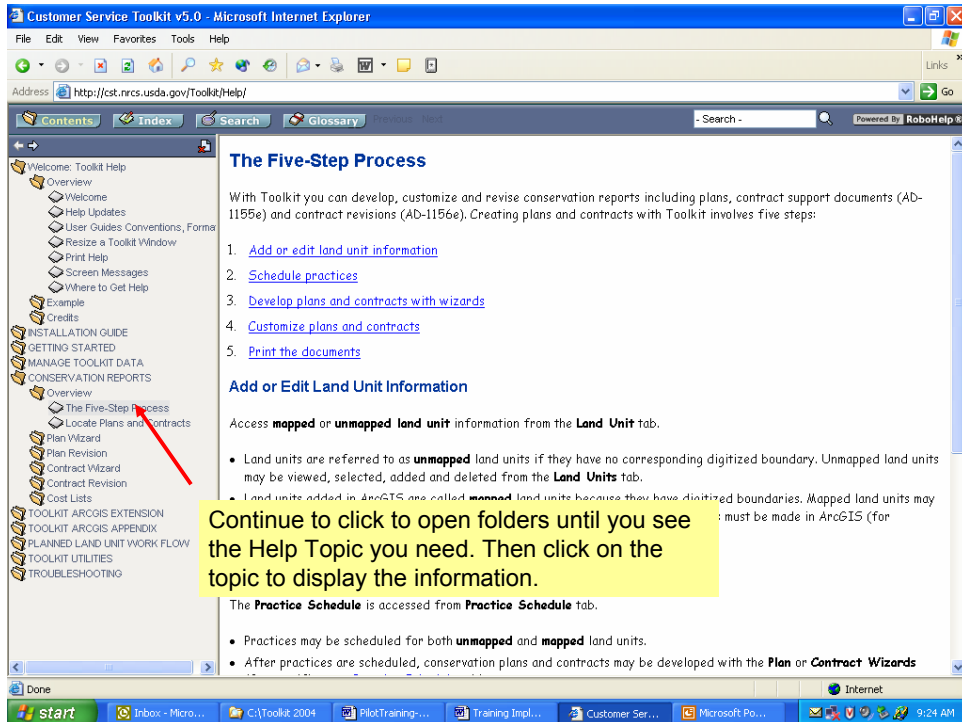 Customer Service Toolkit v5.0 - Microsoft Internet Explorer
File Edit View Favorites Tools Help
Links »
Address http://cst.nrcs.usda.gov/Toolkit/Help/ Go
Contents Index Search Glossary Previous Next - Search - Powered By RoboHelp®
Welcome: Toolkit Help
Overview
Welcome
Help Updates
User Guides Conventions, Forma
Resize a Toolkit Window
Print Help
Screen Messages
Where to Get Help
Example
Credits
INSTALLATION GUIDE
GETTING STARTED
MANAGE TOOLKIT DATA
CONSERVATION REPORTS
Overview
The Five-Step Process
Locate Plans and Contracts
Plan Wizard
Plan Revision
Contract Wizard
Contract Revision
Cost Lists
TOOLKIT ARCGIS EXTENSION
TOOLKIT ARCGIS APPENDIX
PLANNED LAND UNIT WORK FLOW
TOOLKIT UTILITIES
TROUBLESHOOTING
The Five-Step Process
With Toolkit you can develop, customize and revise conservation reports including plans, contract support documents (AD-
1155e) and contract revisions (AD-1156e). Creating plans and contracts with Toolkit involves five steps:
1. Add or edit land unit information
2. Schedule practices
3. Develop plans and contracts with wizards
4. Customize plans and contracts
5. Print the documents
Add or Edit Land Unit Information
Access mapped or unmapped land unit information from the Land Unit tab.
• Land units are referred to as unmapped land units if they have no corresponding digitized boundary. Unmapped land units
may be viewed, selected, added and deleted from the Land Units tab.
• Land units added in ArcGIS are called mapped land units because they have digitized boundaries. Mapped land units may
must be made in ArcGIS (for
Continue to click to open folders until you see
the Help Topic you need. Then click on the
topic to display the information.
The Practice Schedule is accessed from Practice Schedule tab.
• Practices may be scheduled for both unmapped and mapped land units.
• After practices are scheduled, conservation plans and contracts may be developed with the Plan or Contract Wizards
Done Internet
start Inbox - Micro... C:\Toolkit 2004 PilotTraining-... Training Impl... Customer Ser... Microsoft Po... 9:24 AM